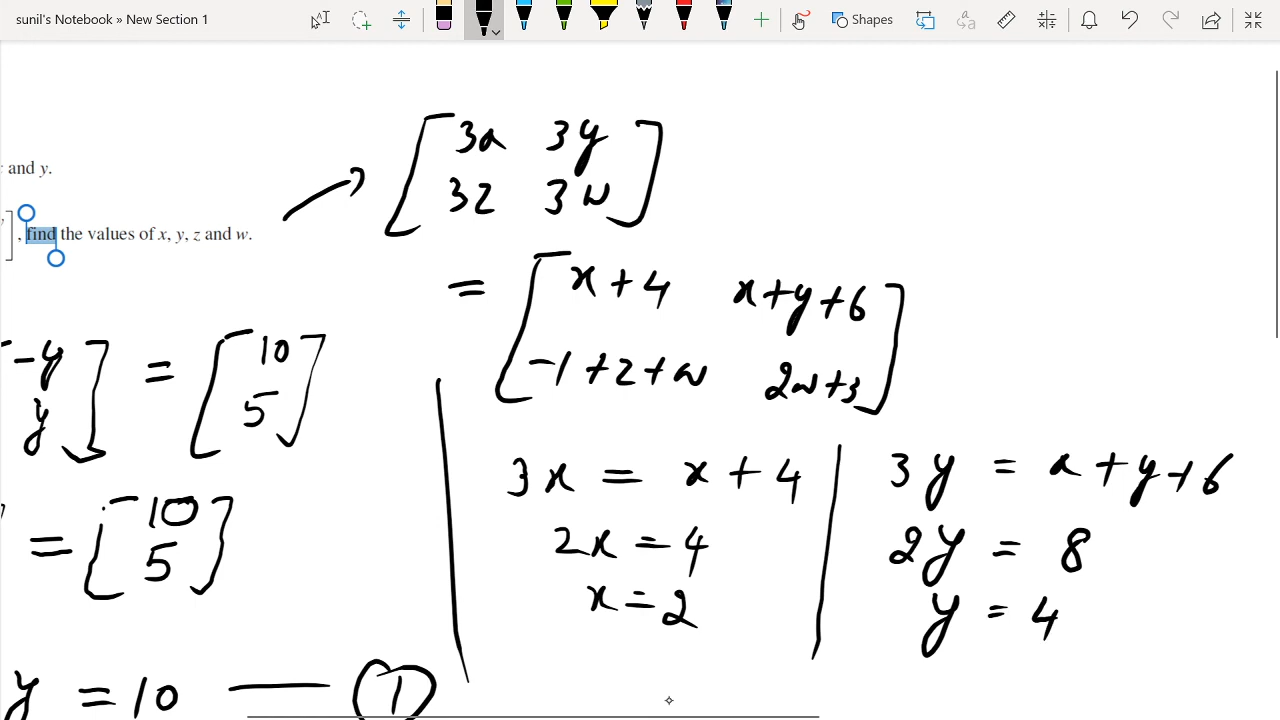 sunil's Notebook » New Section 1
Shapes
and y.
, find the values of x, y, z and w.
3x 3y
3z 3w
= x+4 x+y+6
-1+z+w 2w+3
-y = 10
y 5
= 10
5
y = 10 — 1
3x = x+4
2x = 4
x = 2
3y = x+y+6
2y = 8
y = 4